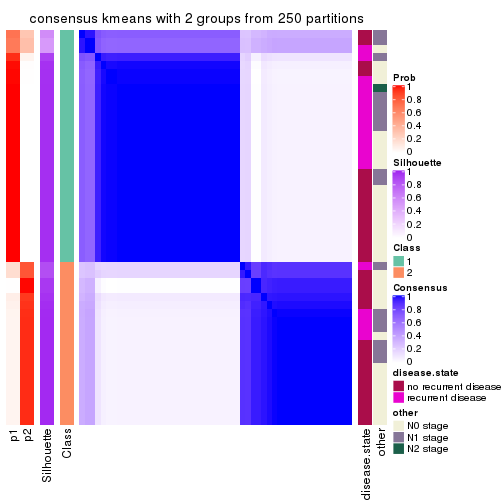 consensus kmeans with 2 groups from 250 partitions
Prob
1
0.8
0.6
0.4
0.2
0
Silhouette
1
0.8
0.6
0.4
0.2
0
Class
1
2
Consensus
1
0.8
0.6
0.4
0.2
0
disease.state
no recurrent disease
recurrent disease
other
N0 stage
N1 stage
N2 stage
p1
p2
Silhouette
Class
disease.state
other